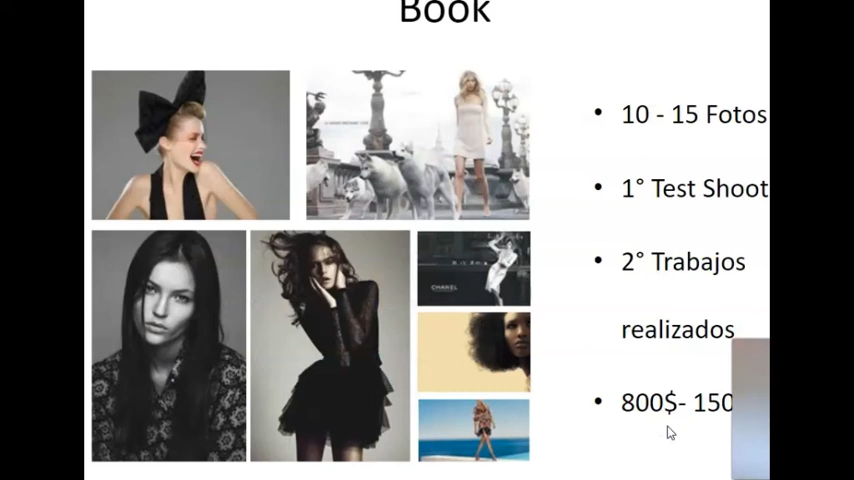 Book
• 10 - 15 Fotos
• 1° Test Shoot
• 2° Trabajos
realizados
• 800$- 150
CHANEL